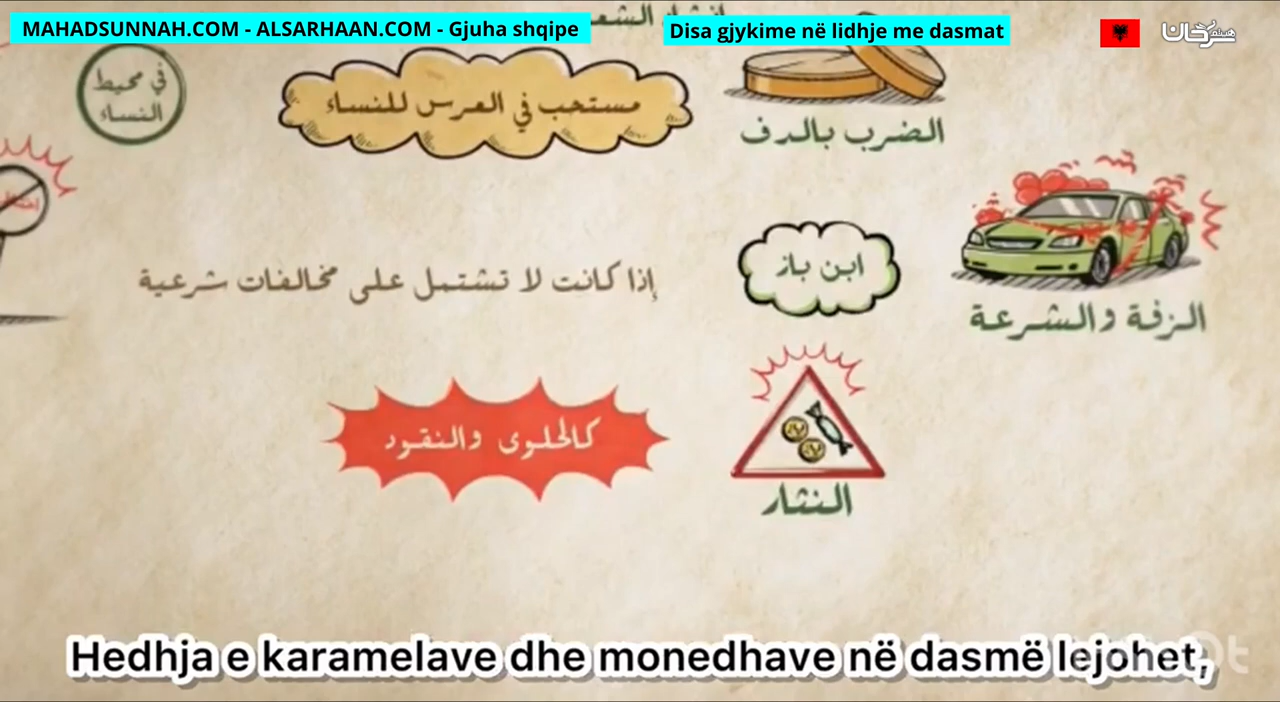 MAHADSUNNAH.COM - ALSARHAAN.COM - Gjuha shqipe
Disa gjykime në lidhje me dasmat
سرحان
في محيط
النساء
مستحب في العرس للنساء
الضرب بالدف
إذا كانت لا تشتمل على مخالفات شرعية
ابن باز
الزفة والشرعة
كالحلوى والنقود
النثار
Hedhja e karamelave dhe monedhave në dasmë lejohet,